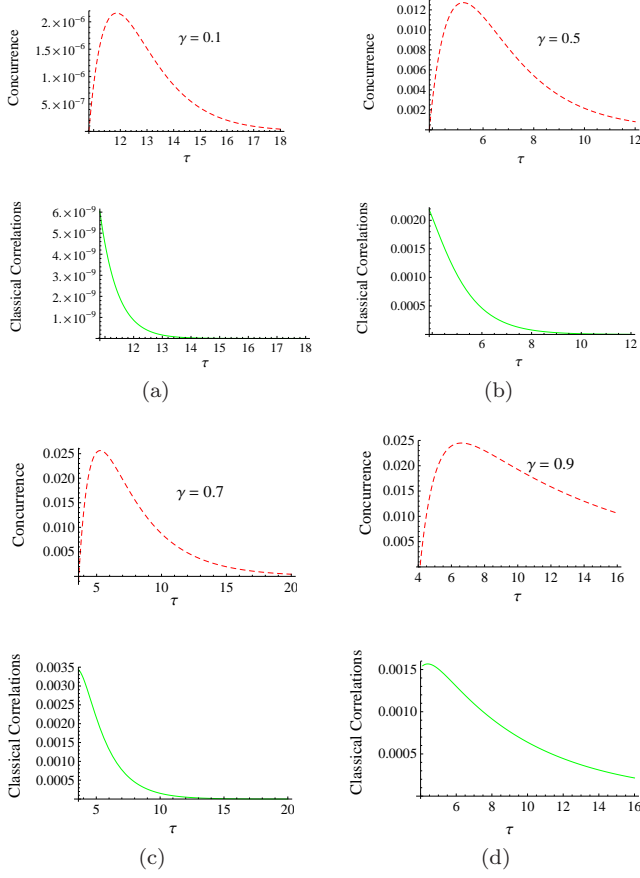 2.×10⁻⁶
1.5×10⁻⁶
1.×10⁻⁶
5.×10⁻⁷
Concurrence
γ = 0.1
12 13 14 15 16 17 18
τ
0.012
0.010
0.008
0.006
0.004
0.002
Concurrence
γ = 0.5
6 8 10 12
τ
6.×10⁻⁹
5.×10⁻⁹
4.×10⁻⁹
3.×10⁻⁹
2.×10⁻⁹
1.×10⁻⁹
Classical Correlations
12 13 14 15 16 17 18
τ
(a)
0.0020
0.0015
0.0010
0.0005
Classical Correlations
6 8 10 12
τ
(b)
0.025
0.020
0.015
0.010
0.005
Concurrence
γ = 0.7
5 10 15 20
τ
0.025
0.020
0.015
0.010
0.005
Concurrence
γ = 0.9
4 6 8 10 12 14 16
τ
0.0035
0.0030
0.0025
0.0020
0.0015
0.0010
0.0005
Classical Correlations
5 10 15 20
τ
(c)
0.0015
0.0010
0.0005
Classical Correlations
6 8 10 12 14 16
τ
(d)